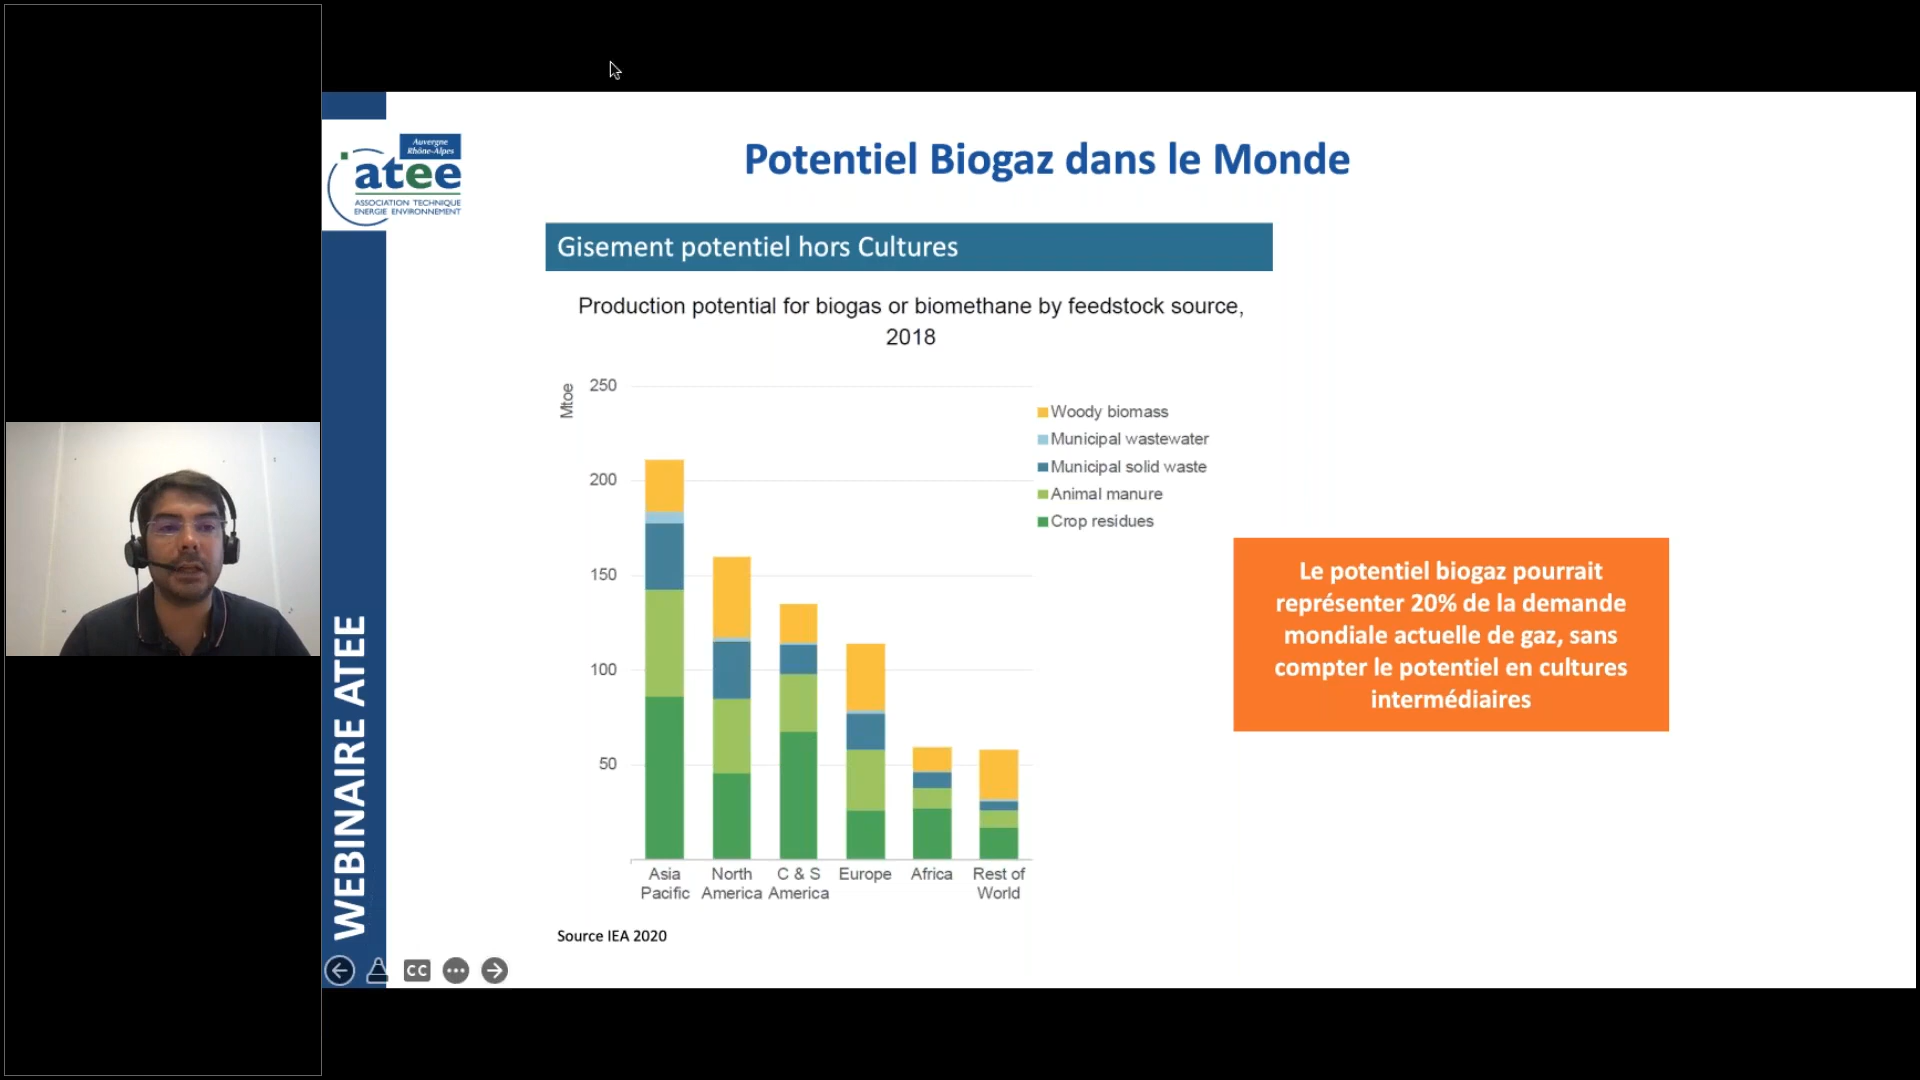 Auvergne
Rhône-Alpes
atee
ASSOCIATION TECHNIQUE
ENERGIE ENVIRONNEMENT
WEBINAIRE ATEE
Potentiel Biogaz dans le Monde
Gisement potentiel hors Cultures
Production potential for biogas or biomethane by feedstock source,
2018
Mtoe
250
200
150
100
50
Woody biomass
Municipal wastewater
Municipal solid waste
Animal manure
Crop residues
Asia
Pacific
North
America
C & S
America
Europe
Africa
Rest of
World
Source IEA 2020
Le potentiel biogaz pourrait
représenter 20% de la demande
mondiale actuelle de gaz, sans
compter le potentiel en cultures
intermédiaires
CC